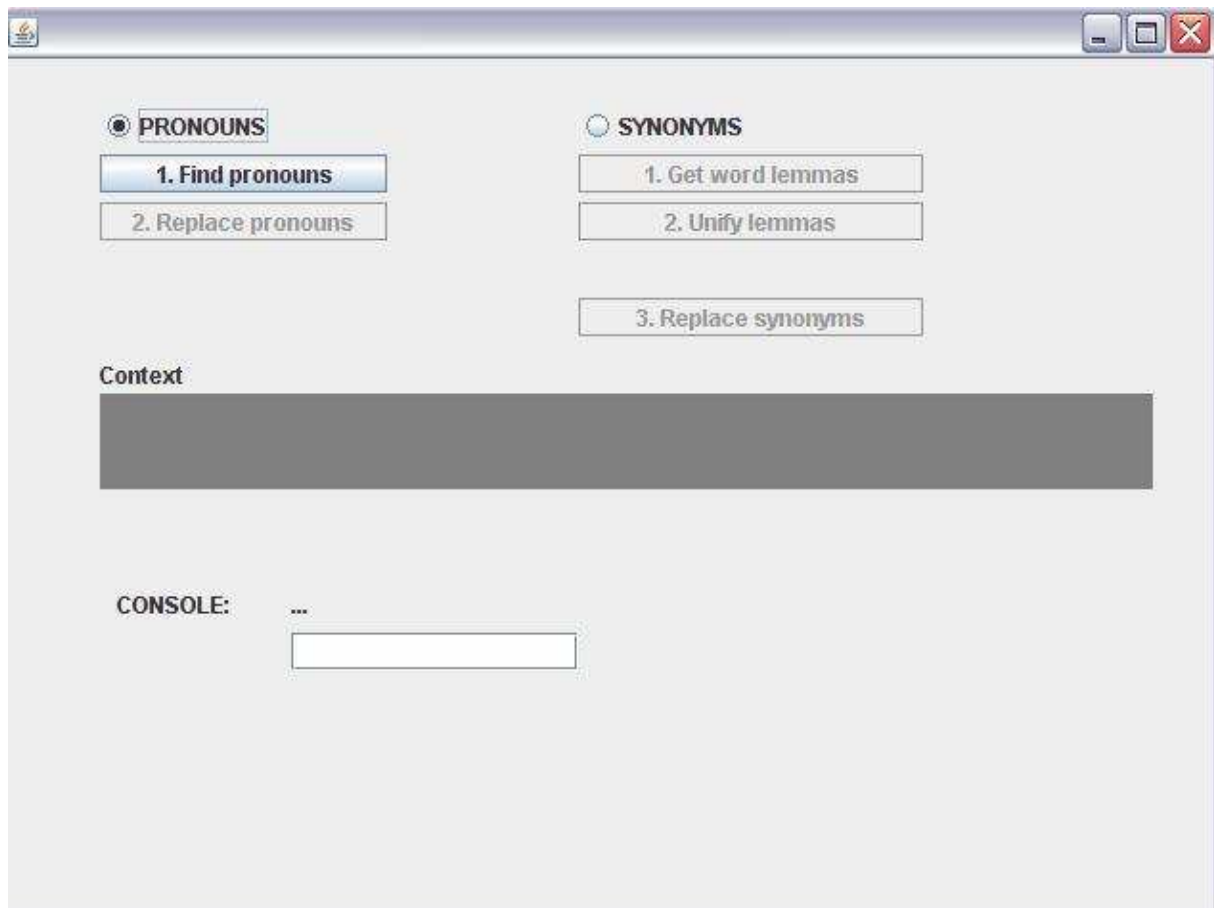 PRONOUNS SYNONYMS
1. Find pronouns 1. Get word lemmas
2. Replace pronouns 2. Unify lemmas
3. Replace synonyms
Context
CONSOLE: ...